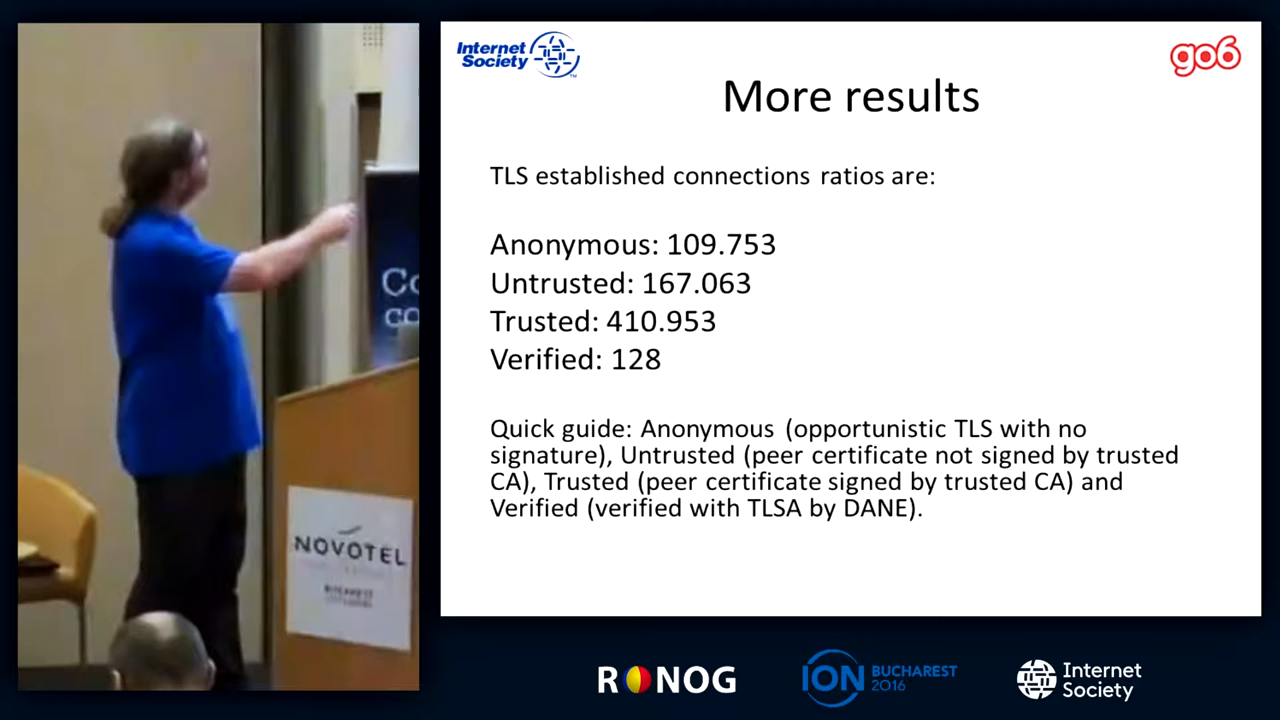 Internet
Society
go6
More results
TLS established connections ratios are:
Anonymous: 109.753
Untrusted: 167.063
Trusted: 410.953
Verified: 128
Quick guide: Anonymous (opportunistic TLS with no
signature), Untrusted (peer certificate not signed by trusted
CA), Trusted (peer certificate signed by trusted CA) and
Verified (verified with TLSA by DANE).
Co
co
NOVOTEL
RONOG
ION BUCHAREST
2016
Internet
Society